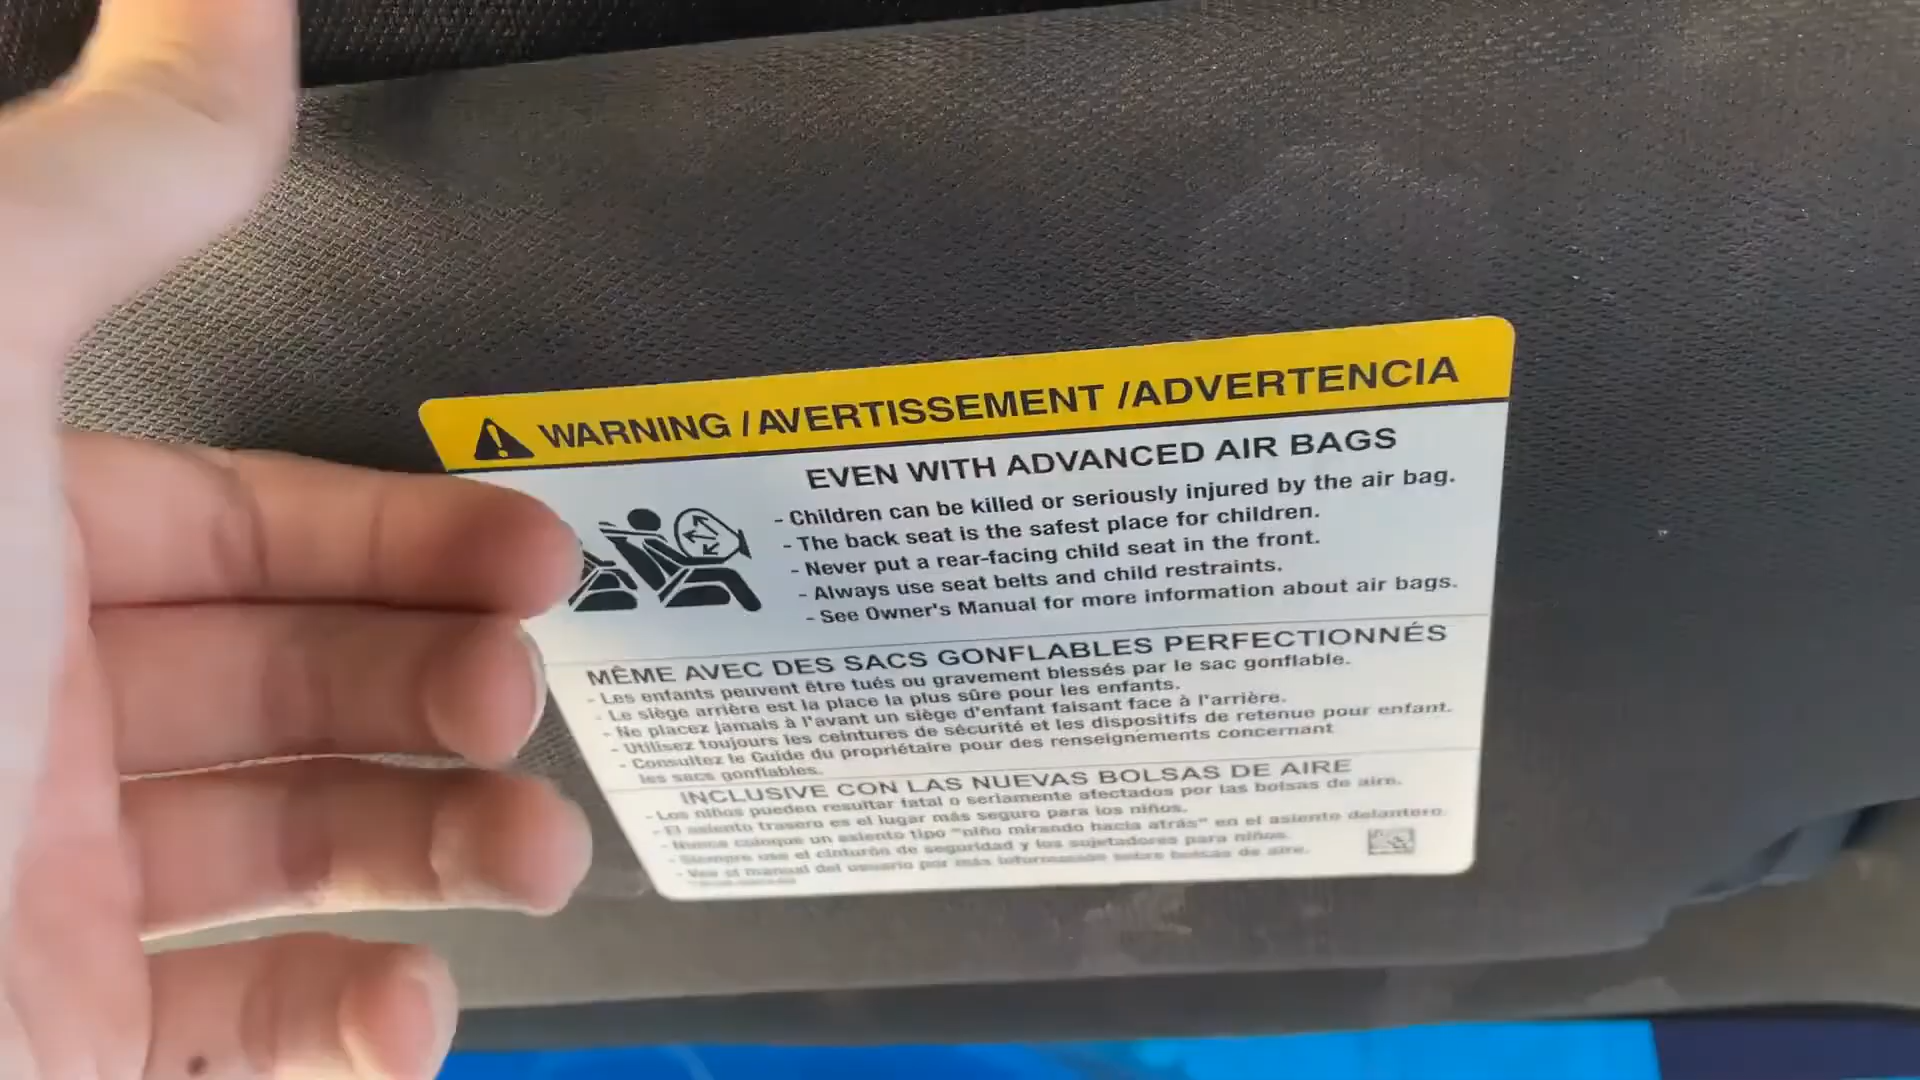 WARNING / AVERTISSEMENT / ADVERTENCIA
EVEN WITH ADVANCED AIR BAGS
- Children can be killed or seriously injured by the air bag.
- The back seat is the safest place for children.
- Never put a rear-facing child seat in the front.
- Always use seat belts and child restraints.
- See Owner's Manual for more information about air bags.
MÊME AVEC DES SACS GONFLABLES PERFECTIONNÉS
- Les enfants peuvent être tués ou gravement blessés par le sac gonflable.
- Le siège arrière est la place la plus sûre pour les enfants.
- Ne placez jamais à l'avant un siège d'enfant faisant face à l'arrière.
- Utilisez toujours les ceintures de sécurité et les dispositifs de retenue pour enfant.
- Consultez le Guide du propriétaire pour des renseignements concernant
les sacs gonflables.
INCLUSIVE CON LAS NUEVAS BOLSAS DE AIRE
- Los niños pueden resultar fatal o seriamente afectados por las bolsas de aire.
- El asiento trasero es el lugar más seguro para los niños.
- Nunca coloque un asiento tipo "niño mirando hacia atrás" en el asiento delantero.
- Siempre use el cinturón de seguridad y los sujetadores para niños.
- Vea el manual del usuario por más información sobre bolsas de aire.